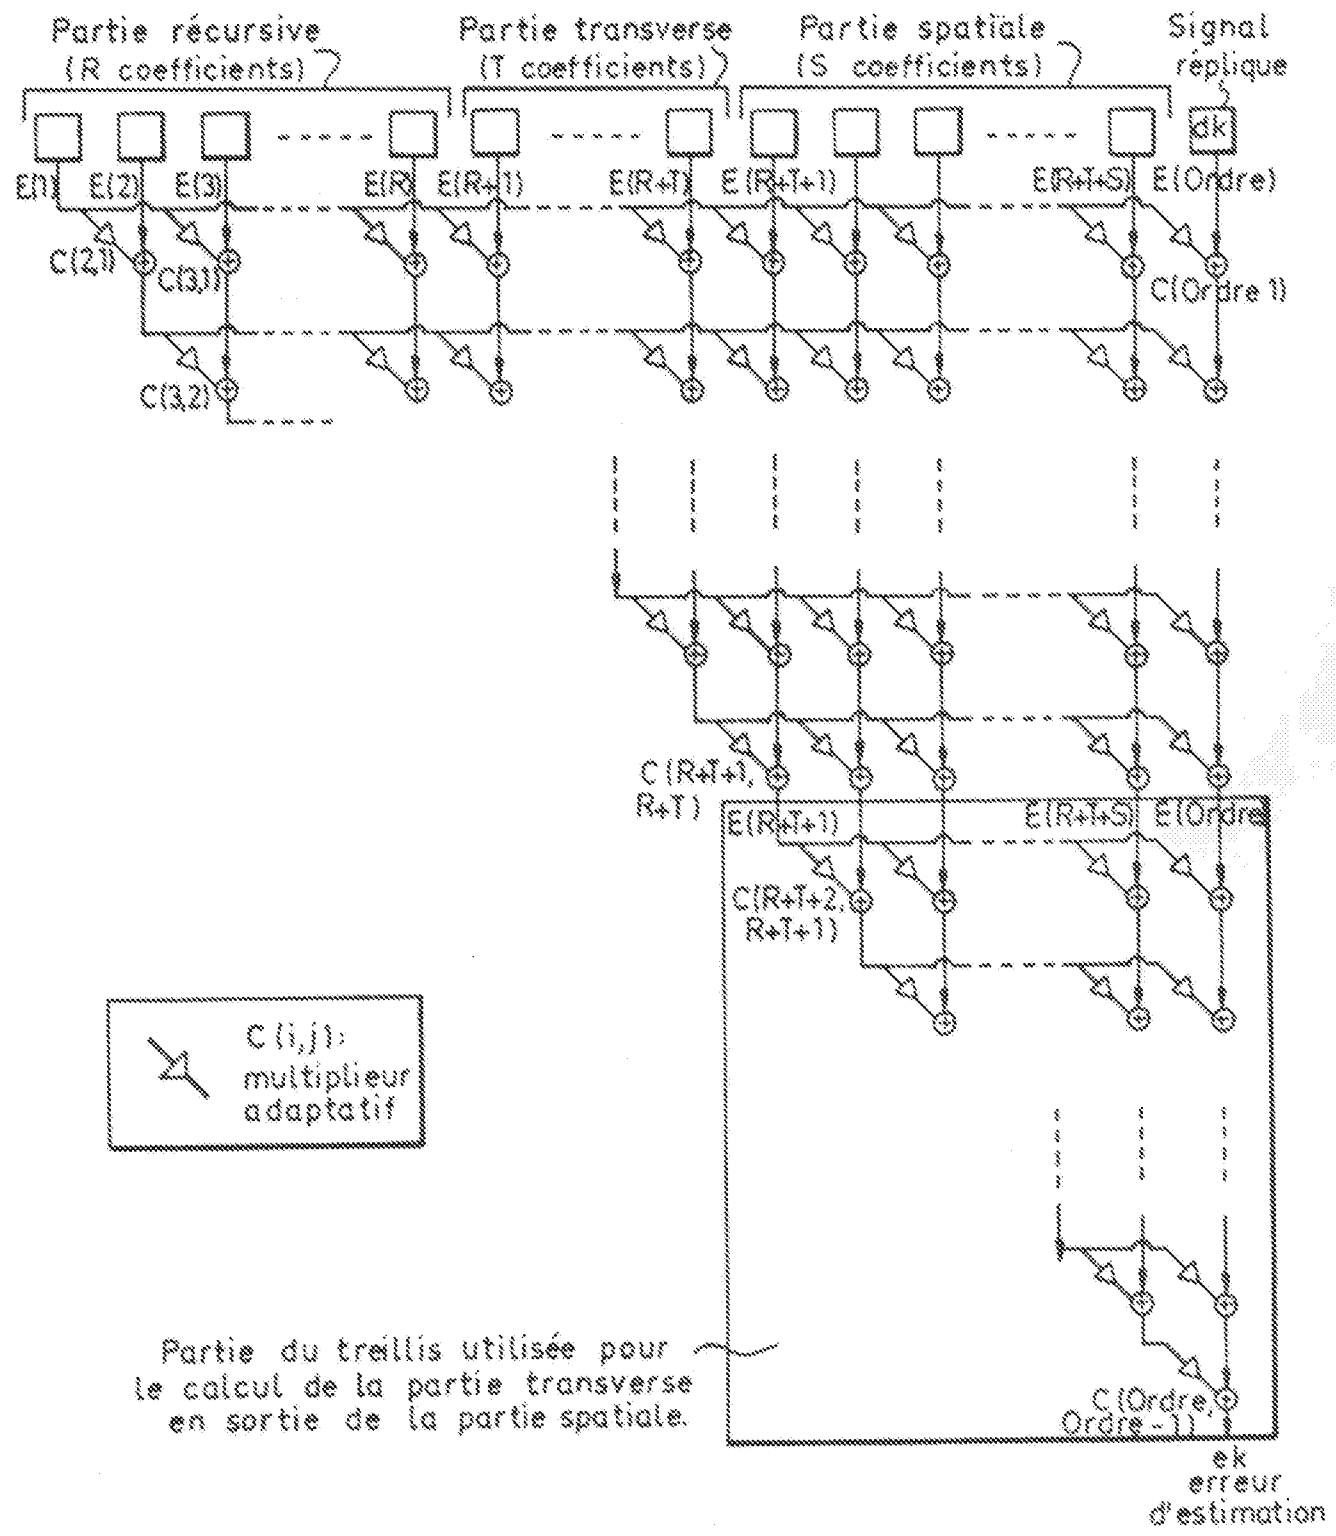 Partie récursive
(R coefficients)
Partie transverse
(T coefficients)
Partie spatiale
(S coefficients)
Signal
réplique
dk
E(1) E(2) E(3) E(R) E(R+1) E(R+T) E(R+T+1) E(R+T+S) E(Ordre)
C(2,1) C(3,1) C(Ordre 1)
C(3,2)
C(R+T+1,
R+T)
E(R+T+1) E(R+T+S) E(Ordre)
C(R+T+2,
R+T+1)
C(i,j):
multiplieur
adaptatif
Partie du treillis utilisée pour
le calcul de la partie transverse
en sortie de la partie spatiale.
C(Ordre,
Ordre-1)
ek
erreur
d'estimation